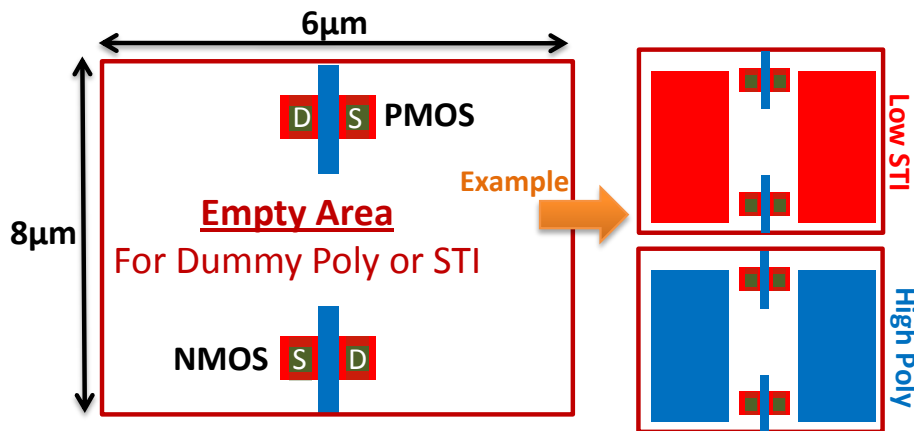 6µm
D S PMOS
Example
Empty Area
8µm
For Dummy Poly or STI
NMOS S D
Low STI
High Poly